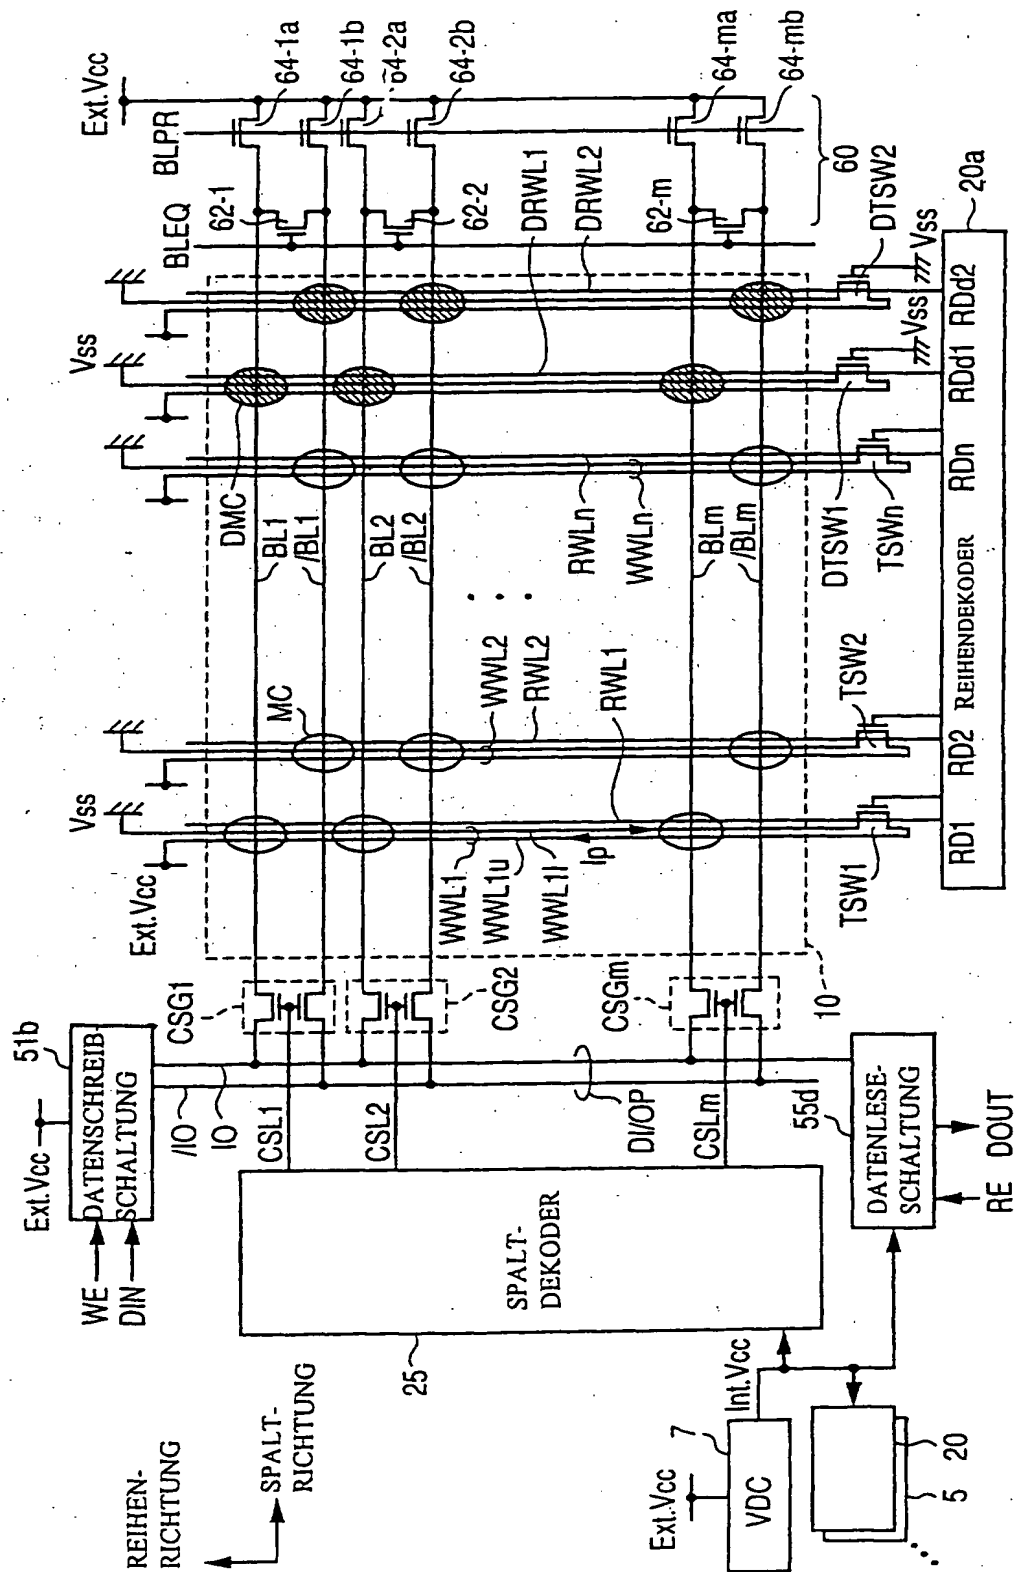 Ext.Vcc
BLPR
BLEQ
64-1a
64-1b
64-2a
64-2b
64-ma
64-mb
62-1
62-2
62-m
60
DRWL1
DRWL2
DTSW2
20a
Vss
Vss
Vss
DMC
BL1
/BL1
BL2
/BL2
BLm
/BLm
RWLn
WWLn
DTSW1
TSWn
RDd2
RDd1
RDn
REIHENDEKODER
RD2
RD1
MC
WWL2
RWL2
RWL1
TSW2
TSW1
Vss
Ext.Vcc
WWL1
WWL1u
WWL1l
Ip
10
CSG1
CSG2
CSGm
51b
Ext.Vcc
DATENSCHREIB-
SCHALTUNG
WE
DIN
/IO
IO
CSL1
CSL2
CSLm
DI/OP
55d
DATENLESE-
SCHALTUNG
RE
DOUT
SPALT-
DEKODER
25
Int.Vcc
Ext.Vcc
7
VDC
20
5
REIHEN-
RICHTUNG
SPALT-
RICHTUNG